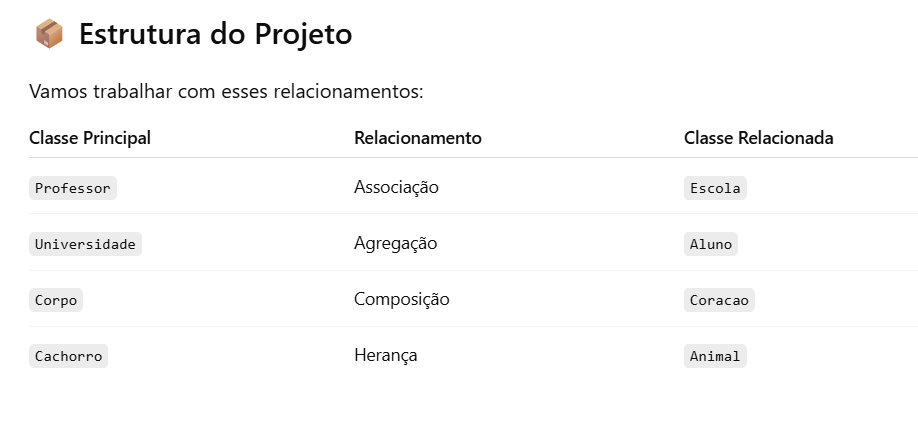 📦 Estrutura do Projeto
Vamos trabalhar com esses relacionamentos:
Classe Principal Relacionamento Classe Relacionada
Professor Associação Escola
Universidade Agregação Aluno
Corpo Composição Coracao
Cachorro Herança Animal